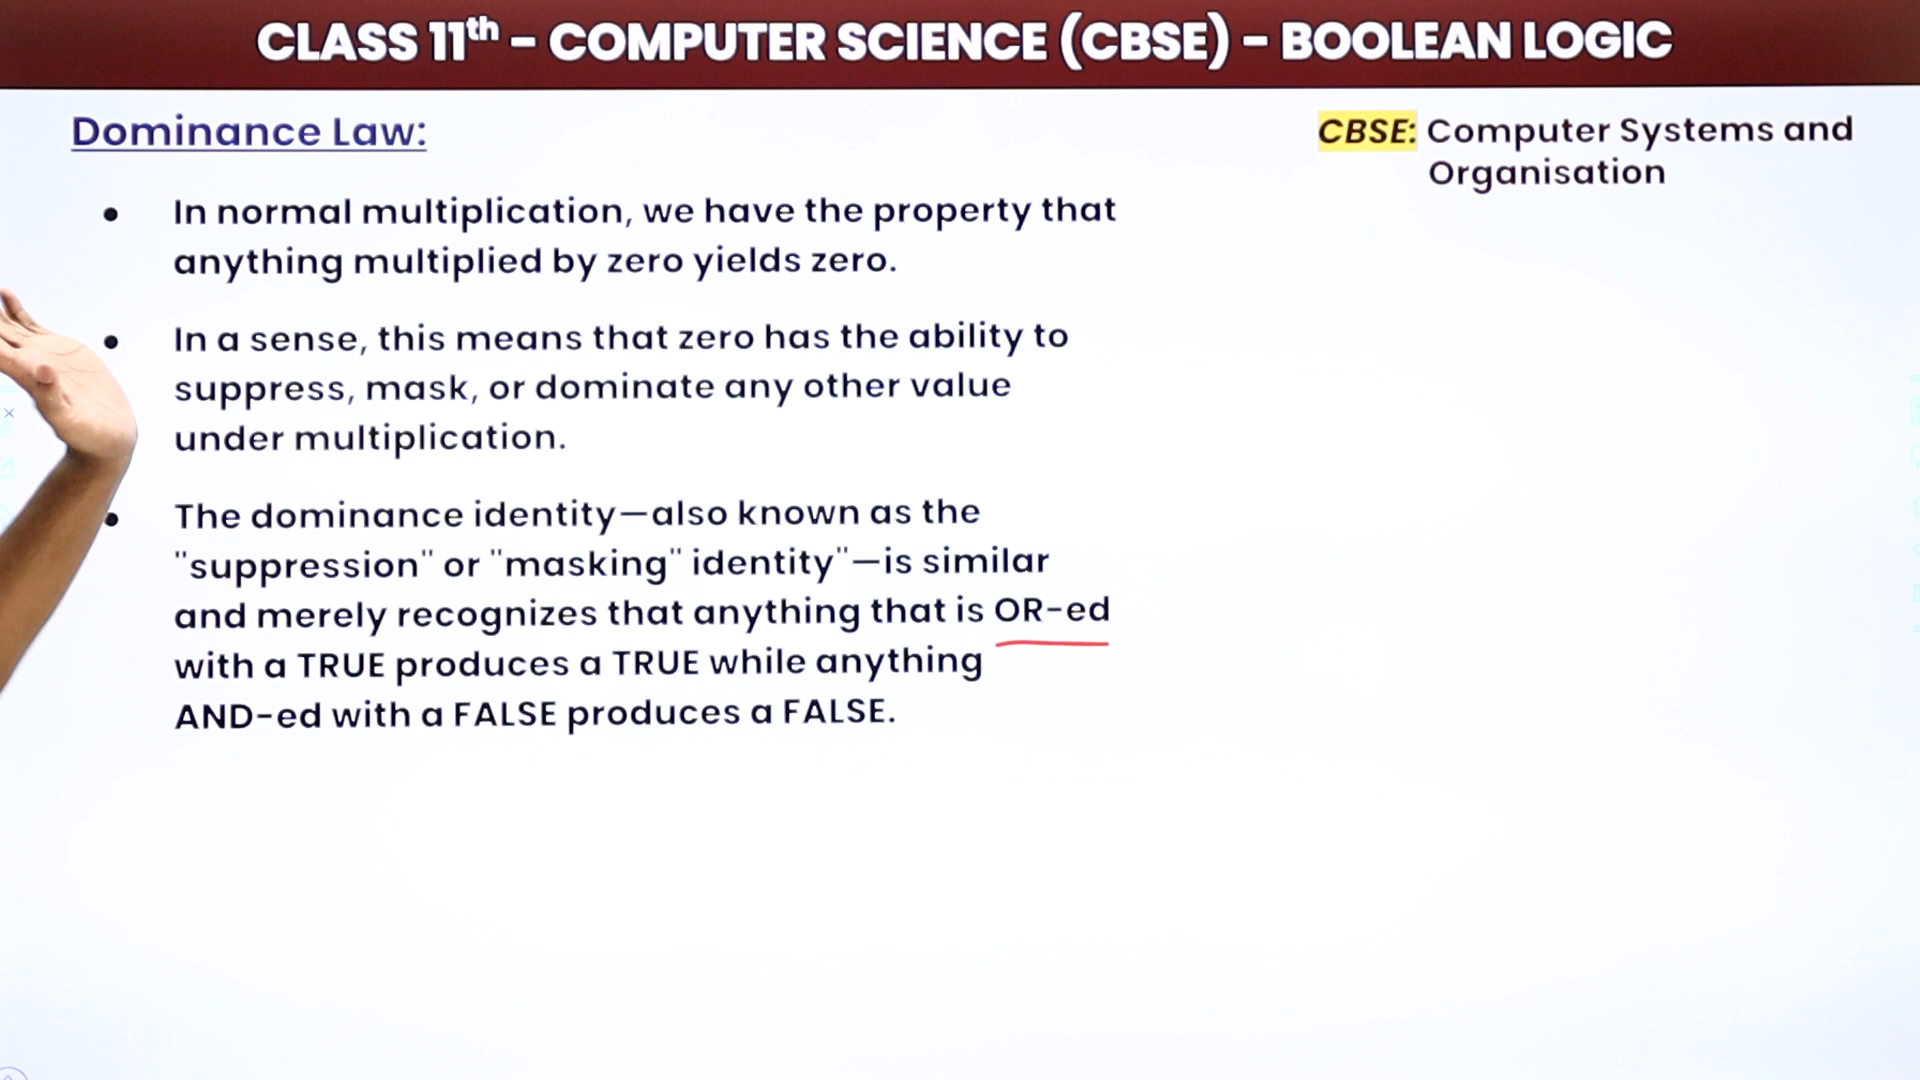 CLASS 11th - COMPUTER SCIENCE (CBSE) - BOOLEAN LOGIC
Dominance Law:
CBSE: Computer Systems and
Organisation
• In normal multiplication, we have the property that
anything multiplied by zero yields zero.
• In a sense, this means that zero has the ability to
suppress, mask, or dominate any other value
under multiplication.
• The dominance identity—also known as the
"suppression" or "masking" identity"—is similar
and merely recognizes that anything that is OR-ed
with a TRUE produces a TRUE while anything
AND-ed with a FALSE produces a FALSE.